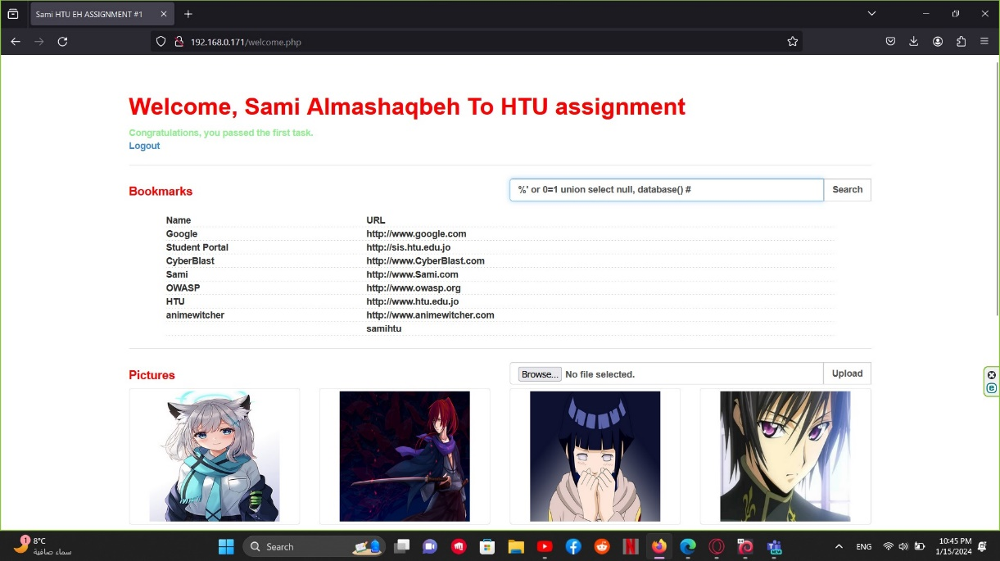 Sami HTU EH ASSIGNMENT #1
192.168.0.171/welcome.php
Welcome, Sami Almashaqbeh To HTU assignment
Congratulations, you passed the first task.
Logout
Bookmarks
%' or 0=1 union select null, database() #
Search
Name URL
Google http://www.google.com
Student Portal http://sis.htu.edu.jo
CyberBlast http://www.CyberBlast.com
Sami http://www.Sami.com
OWASP http://www.owasp.org
HTU http://www.htu.edu.jo
animewitcher http://www.animewitcher.com
samihtu
Pictures
Browse... No file selected.
Upload
1
8°C
سماء صافية
Search
NEW
ENG
10:45 PM
1/15/2024